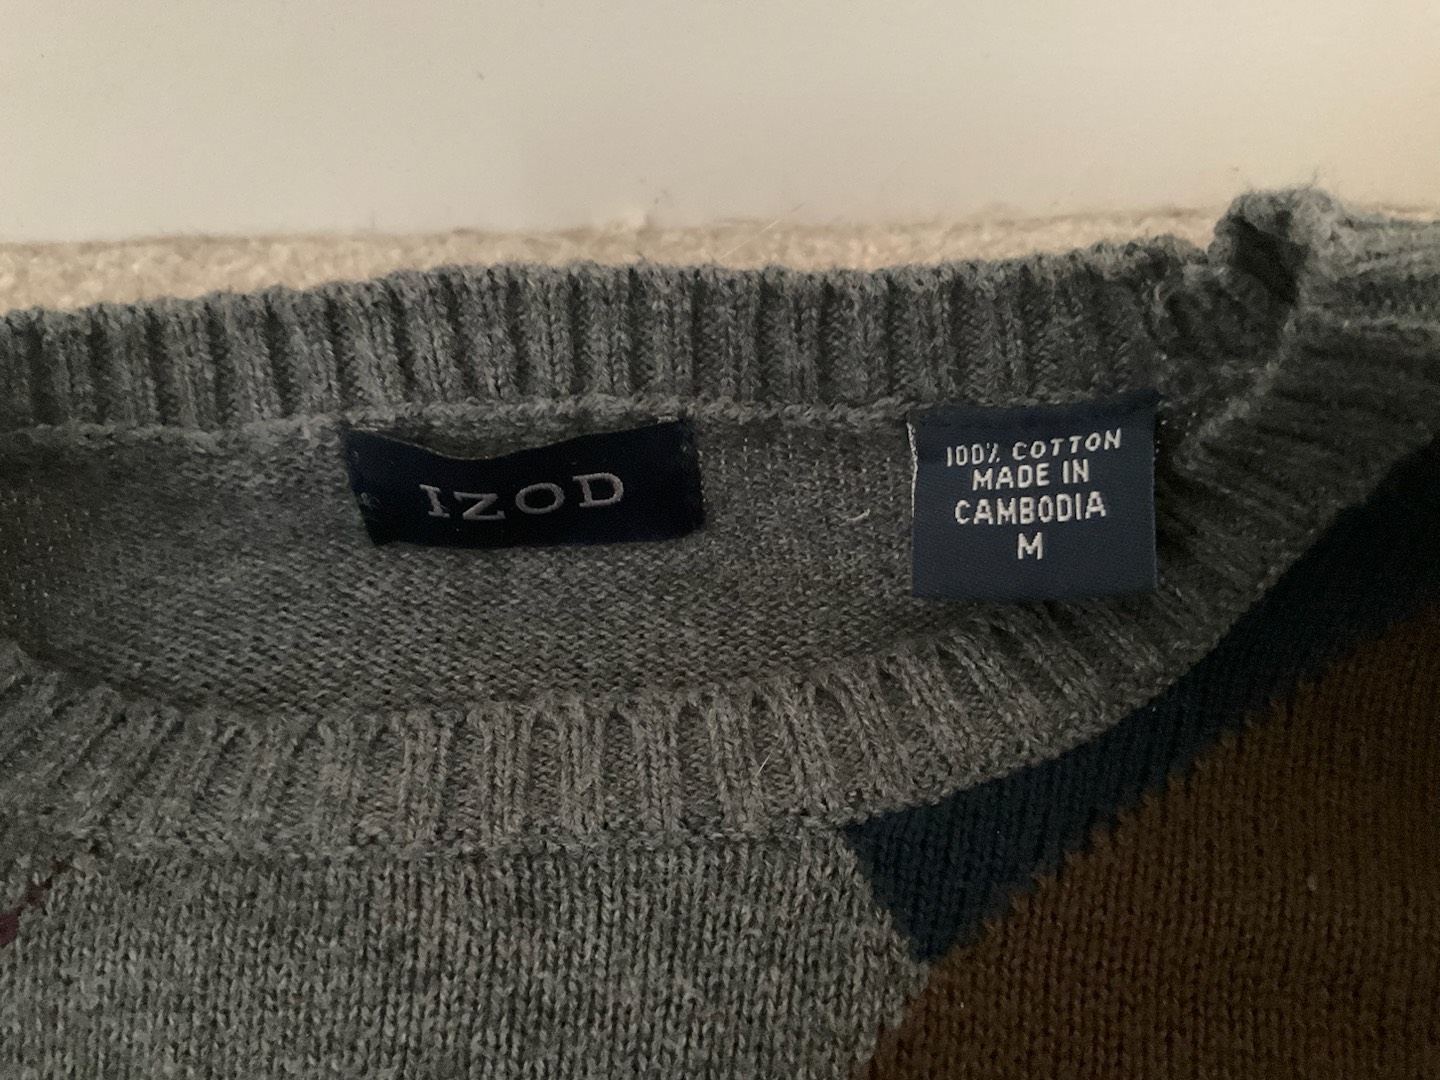 IZOD
100% COTTON
MADE IN
CAMBODIA
M